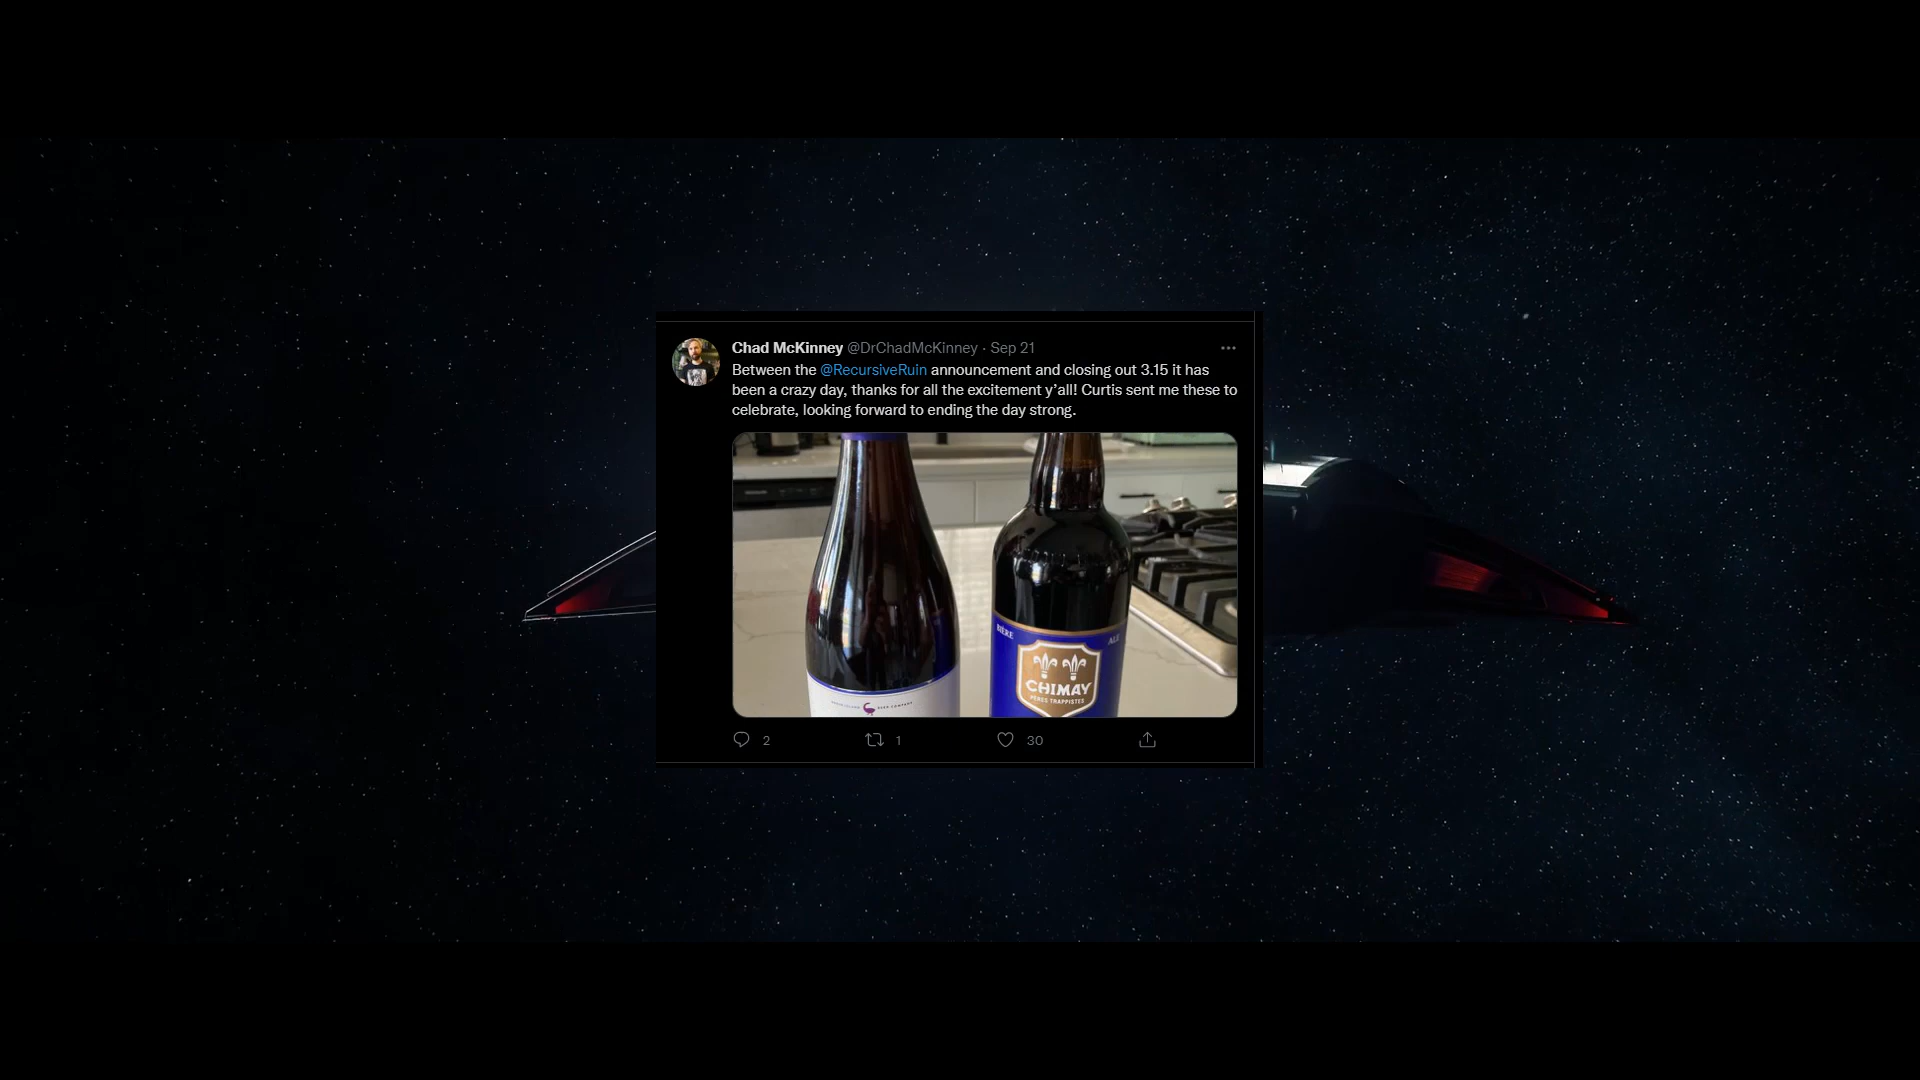 Chad McKinney @DrChadMcKinney · Sep 21
Between the @RecursiveRuin announcement and closing out 3.15 it has
been a crazy day, thanks for all the excitement y’all! Curtis sent me these to
celebrate, looking forward to ending the day strong.
BIÈRE
ALE
CHIMAY
PÈRES TRAPPISTES
2
1
30